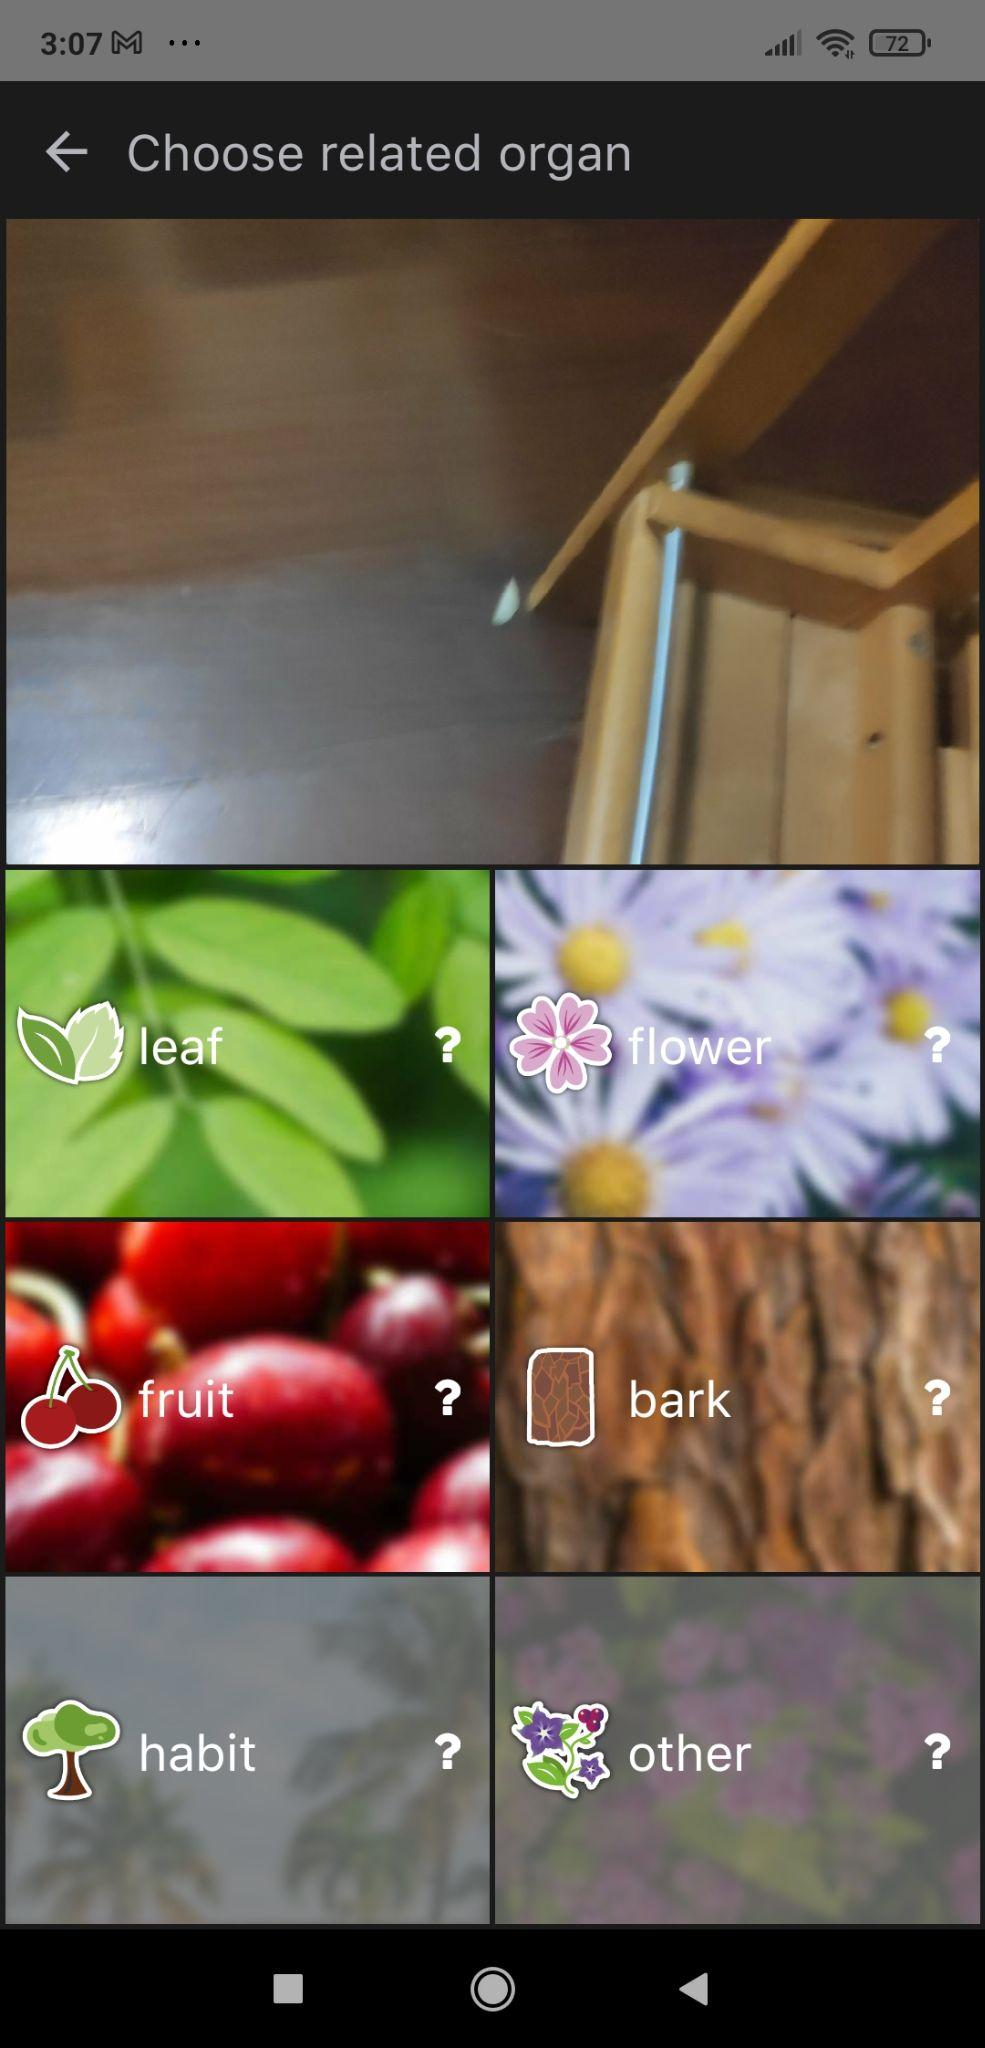 3:07
72
Choose related organ
leaf ?
flower ?
fruit ?
bark ?
habit ?
other ?